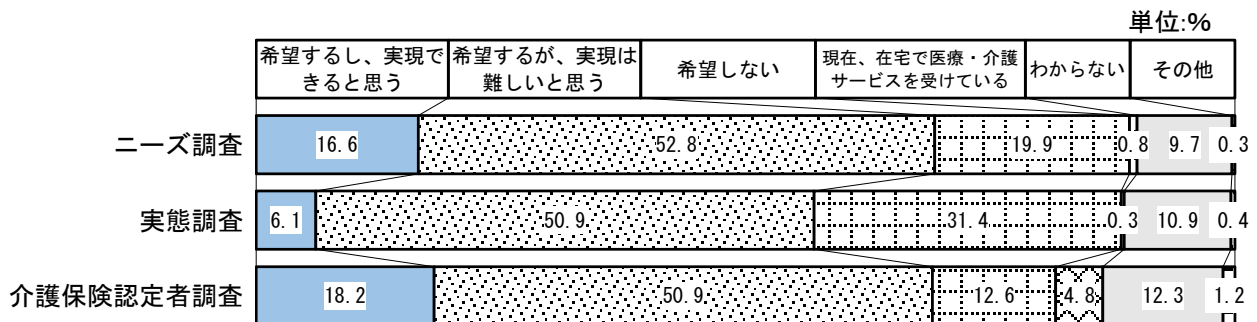 単位:%
希望するし、実現で
きると思う
希望するが、実現は
難しいと思う
希望しない
現在、在宅で医療・介護
サービスを受けている
わからない
その他
ニーズ調査
16.6
52.8
19.9
0.8
9.7
0.3
実態調査
6.1
50.9
31.4
0.3
10.9
0.4
介護保険認定者調査
18.2
50.9
12.6
4.8
12.3
1.2